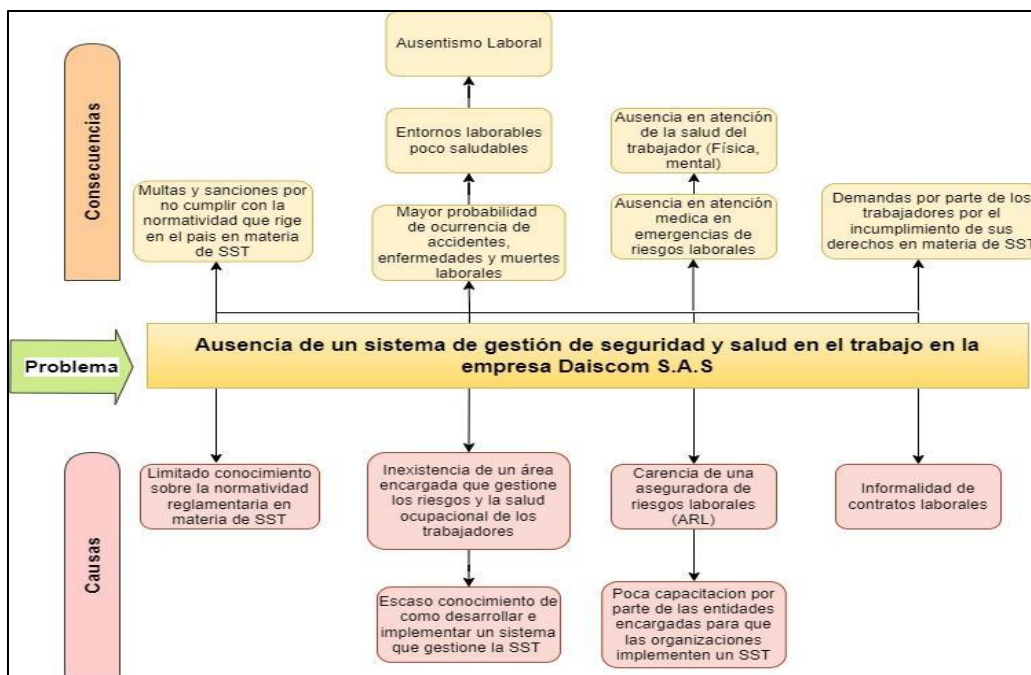 Consecuencias
Ausentismo Laboral
Entornos laborables
poco saludables
Ausencia en atención
de la salud del
trabajador (Física,
mental)
Multas y sanciones por
no cumplir con la
normatividad que rige
en el pais en materia
de SST
Mayor probabilidad
de ocurrencia de
accidentes,
enfermedades y muertes
laborales
Ausencia en atención
medica en
emergencias de
riesgos laborales
Demandas por parte de los
trabajadores por el
incumplimiento de sus
derechos en materia de SST
Problema
Ausencia de un sistema de gestión de seguridad y salud en el trabajo en la
empresa Daiscom S.A.S
Causas
Limitado conocimiento
sobre la normatividad
reglamentaria en
materia de SST
Inexistencia de un área
encargada que gestione
los riesgos y la salud
ocupacional de los
trabajadores
Carencia de una
aseguradora de
riesgos laborales
(ARL)
Informalidad de
contratos laborales
Escaso conocimiento de
como desarrollar e
implementar un sistema
que gestione la SST
Poca capacitacion por
parte de las entidades
encargadas para que
las organizaciones
implementen un SST